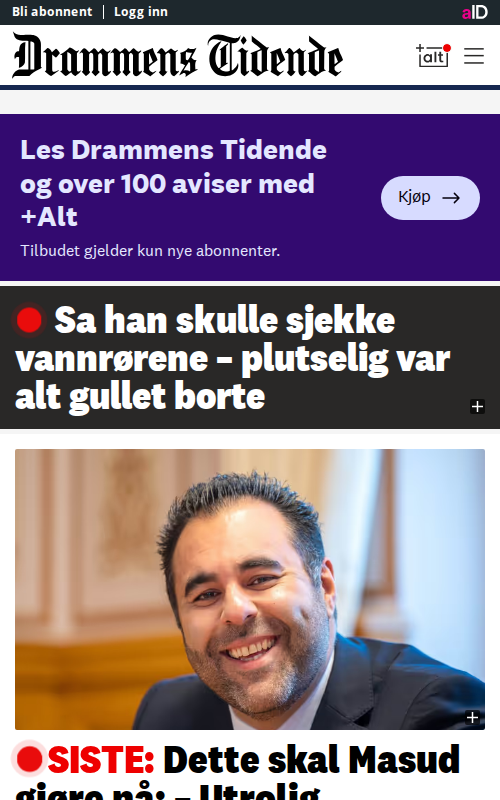 Bli abonnent | Logg inn
aID
Drammens Tidende
+alt
Les Drammens Tidende
og over 100 aviser med
+Alt
Tilbudet gjelder kun nye abonnenter.
Kjøp →
Sa han skulle sjekke
vannrørene – plutselig var
alt gullet borte
SISTE: Dette skal Masud
gjøre nå: – Utrolig